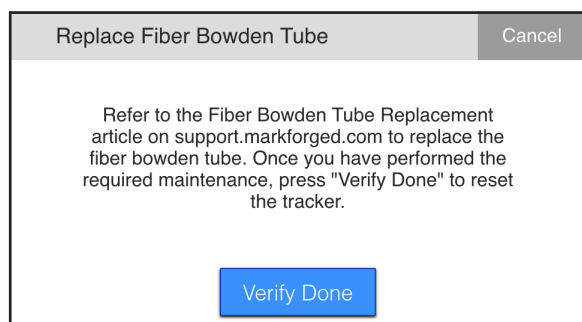 Replace Fiber Bowden Tube
Cancel
Refer to the Fiber Bowden Tube Replacement
article on support.markforged.com to replace the
fiber bowden tube. Once you have performed the
required maintenance, press "Verify Done" to reset
the tracker.
Verify Done